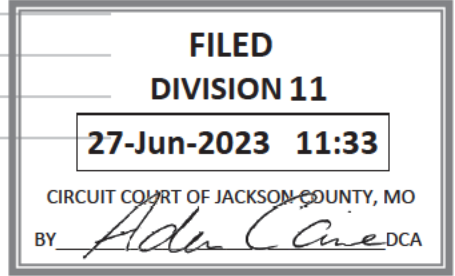 FILED
DIVISION 11
27-Jun-2023 11:33
CIRCUIT COURT OF JACKSON COUNTY, MO
BY DCA